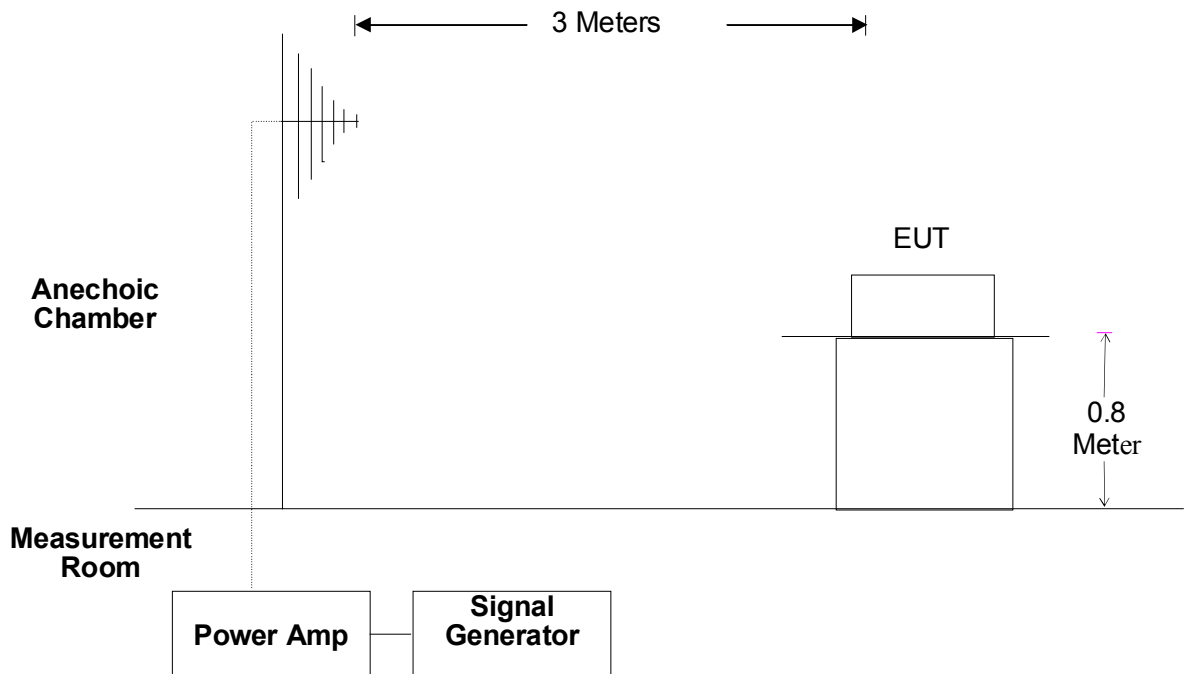 3 Meters
EUT
Anechoic
Chamber
0.8
Meter
Measurement
Room
Power Amp
Signal
Generator